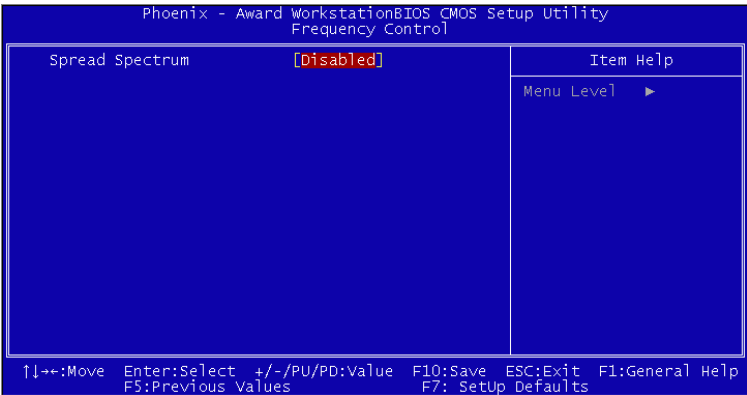 Phoenix - Award WorkstationBIOS CMOS Setup Utility
Frequency Control
Spread Spectrum [Disabled]
Item Help
Menu Level ►
↑↓→←:Move Enter:Select +/-/PU/PD:Value F10:Save ESC:Exit F1:General Help
F5:Previous Values F7: SetUp Defaults